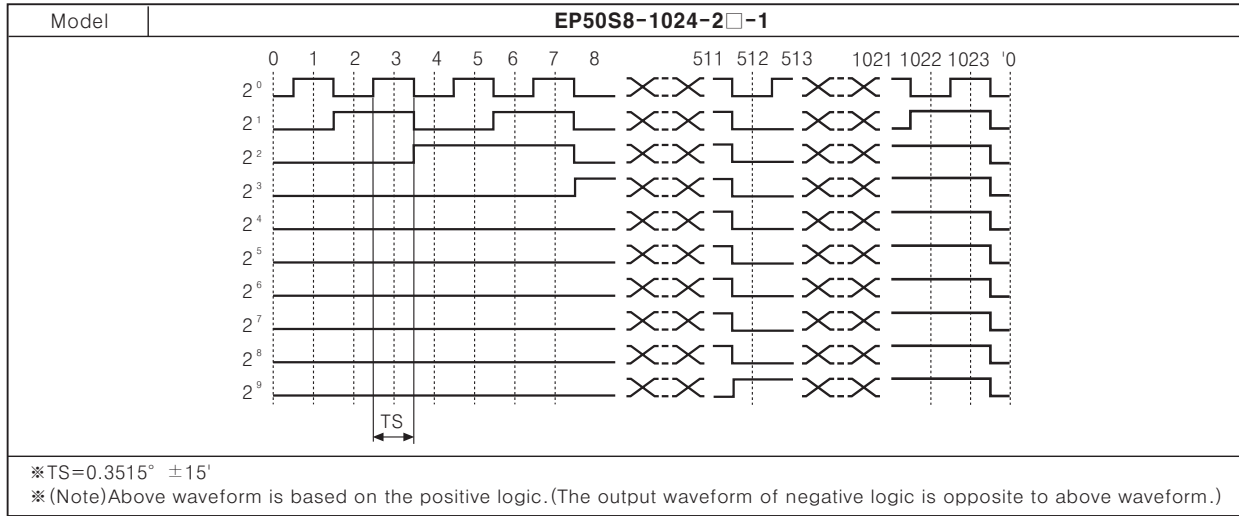 Model EP50S8-1024-2□-1
0 1 2 3 4 5 6 7 8 511 512 513 1021 1022 1023 '0
2⁰
2¹
2²
2³
2⁴
2⁵
2⁶
2⁷
2⁸
2⁹
TS
※TS=0.3515° ±15'
※(Note)Above waveform is based on the positive logic.(The output waveform of negative logic is opposite to above waveform.)